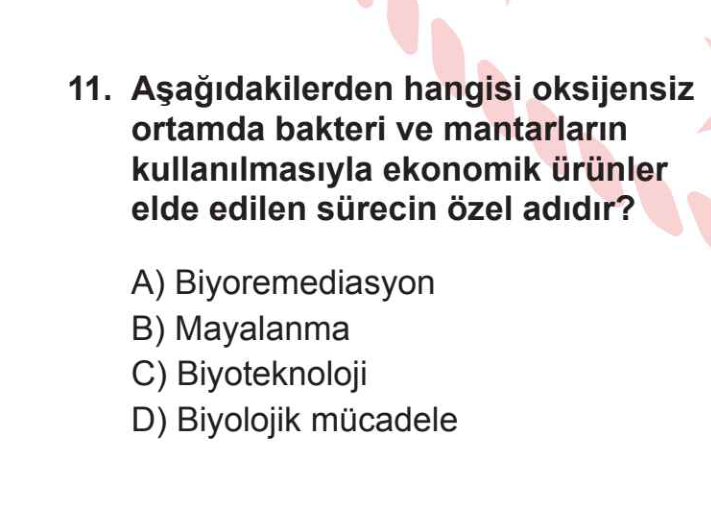 11. Aşağıdakilerden hangisi oksijensiz
ortamda bakteri ve mantarların
kullanılmasıyla ekonomik ürünler
elde edilen sürecin özel adıdır?
A) Biyoremediasyon
B) Mayalanma
C) Biyoteknoloji
D) Biyolojik mücadele